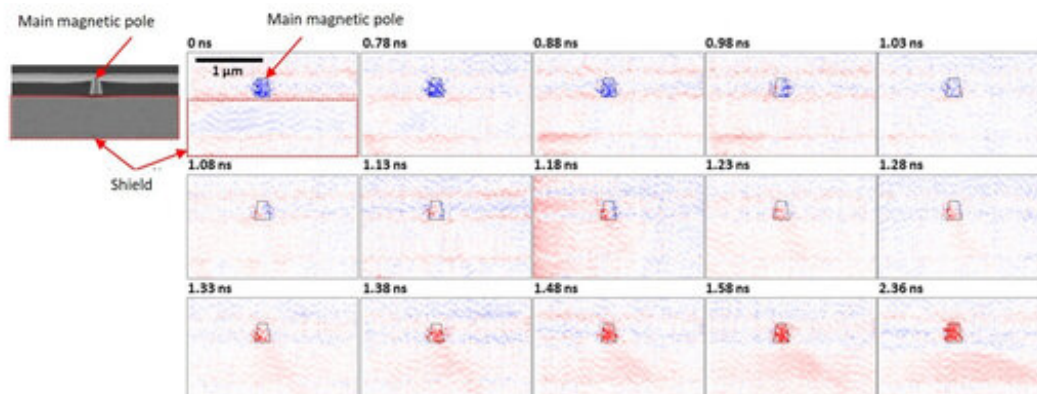 Main magnetic pole
Main magnetic pole
0 ns
0.78 ns
0.88 ns
0.98 ns
1.03 ns
1 μm
1.08 ns
1.13 ns
1.18 ns
1.23 ns
1.28 ns
Shield
1.33 ns
1.38 ns
1.48 ns
1.58 ns
2.36 ns